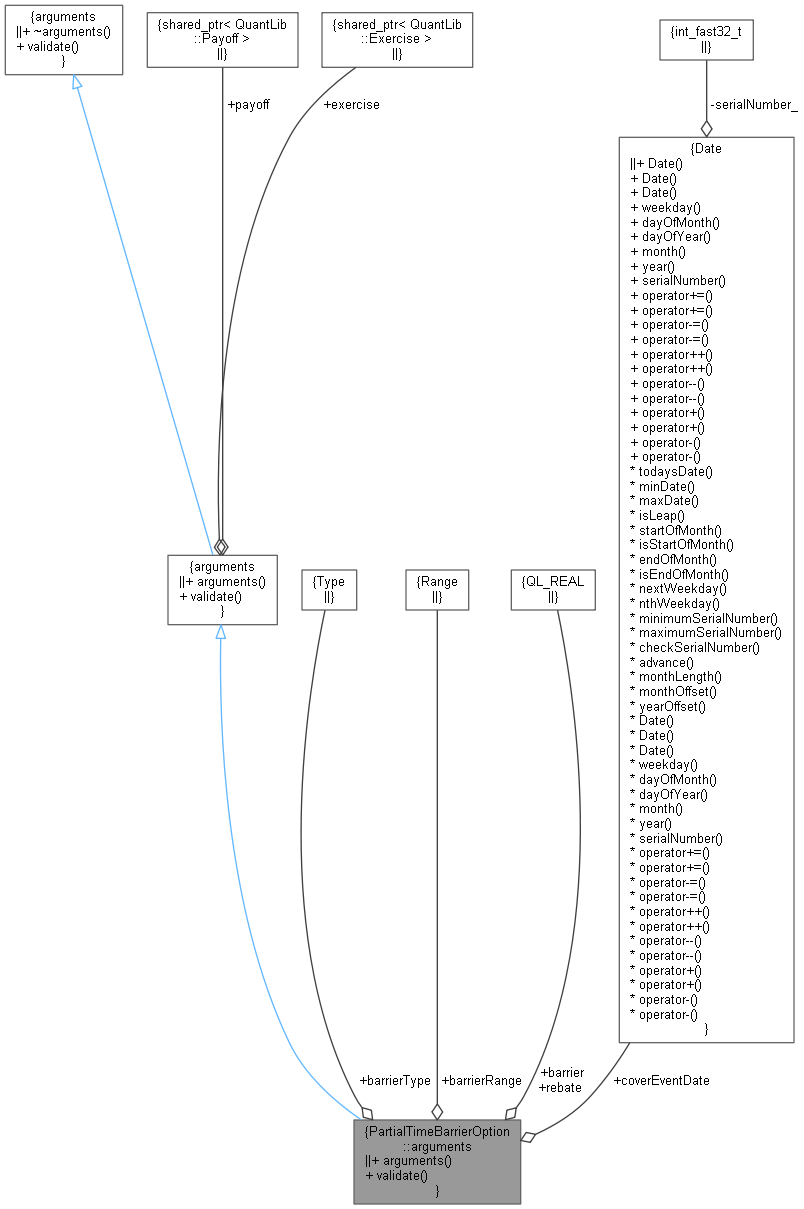 {arguments
||+ ~arguments()
+ validate()
}
{shared_ptr< QuantLib
::Payoff >
||}
{shared_ptr< QuantLib
::Exercise >
||}
{int_fast32_t
||}
+payoff
+exercise
-serialNumber_
{Date
||+ Date()
+ Date()
+ Date()
+ weekday()
+ dayOfMonth()
+ dayOfYear()
+ month()
+ year()
+ serialNumber()
+ operator+=()
+ operator+=()
+ operator-=()
+ operator-=()
+ operator++()
+ operator++()
+ operator--()
+ operator--()
+ operator+()
+ operator+()
+ operator-()
+ operator-()
* todaysDate()
* minDate()
* maxDate()
* isLeap()
* startOfMonth()
* isStartOfMonth()
* endOfMonth()
* isEndOfMonth()
* nextWeekday()
* nthWeekday()
* minimumSerialNumber()
* maximumSerialNumber()
* checkSerialNumber()
* advance()
* monthLength()
* monthOffset()
* yearOffset()
* Date()
* Date()
* Date()
* weekday()
* dayOfMonth()
* dayOfYear()
* month()
* year()
* serialNumber()
* operator+=()
* operator+=()
* operator-=()
* operator-=()
* operator++()
* operator++()
* operator--()
* operator--()
* operator+()
* operator+()
* operator-()
* operator-()
}
{arguments
||+ arguments()
+ validate()
}
{Type
||}
{Range
||}
{QL_REAL
||}
+barrierType
+barrierRange
+barrier
+rebate
+coverEventDate
{PartialTimeBarrierOption
::arguments
||+ arguments()
+ validate()
}